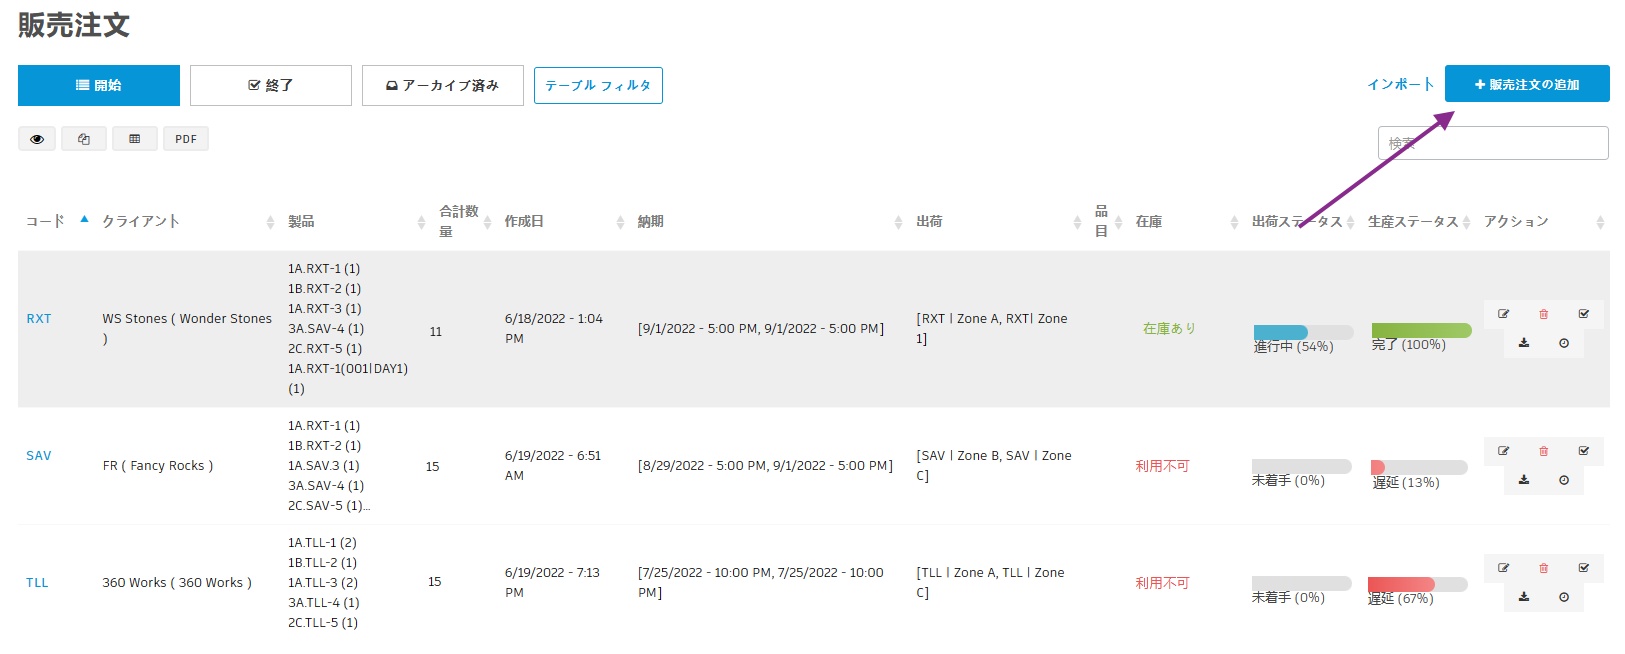 販売注文
開始
終了
アーカイブ済み
テーブル フィルタ
インポート
販売注文の追加
PDF
検索
コード
クライアント
製品
合計数
量
作成日
納期
出荷
品
目
在庫
出荷ステータス
生産ステータス
アクション
RXT
WS Stones ( Wonder Stones
)
1A.RXT-1 (1)
1B.RXT-2 (1)
1A.RXT-3 (1)
3A.SAV-4 (1)
2C.RXT-5 (1)
1A.RXT-1(001|DAY1)
(1)
11
6/18/2022 - 1:04
PM
[9/1/2022 - 5:00 PM, 9/1/2022 - 5:00 PM]
[RXT | Zone A, RXT| Zone
1]
在庫あり
進行中 (54%)
完了 (100%)
SAV
FR ( Fancy Rocks )
1A.RXT-1 (1)
1B.RXT-2 (1)
1A.SAV.3 (1)
3A.SAV-4 (1)
2C.SAV-5 (1)...
15
6/19/2022 - 6:51
AM
[8/29/2022 - 5:00 PM, 9/1/2022 - 5:00 PM]
[SAV | Zone B, SAV | Zone
C]
利用不可
未着手 (0%)
遅延 (13%)
TLL
360 Works ( 360 Works )
1A.TLL-1 (2)
1B.TLL-2 (1)
1A.TLL-3 (2)
3A.TLL-4 (1)
2C.TLL-5 (1)
15
6/19/2022 - 7:13
PM
[7/25/2022 - 10:00 PM, 7/25/2022 - 10:00
PM]
[TLL | Zone A, TLL | Zone
C]
利用不可
未着手 (0%)
遅延 (67%)